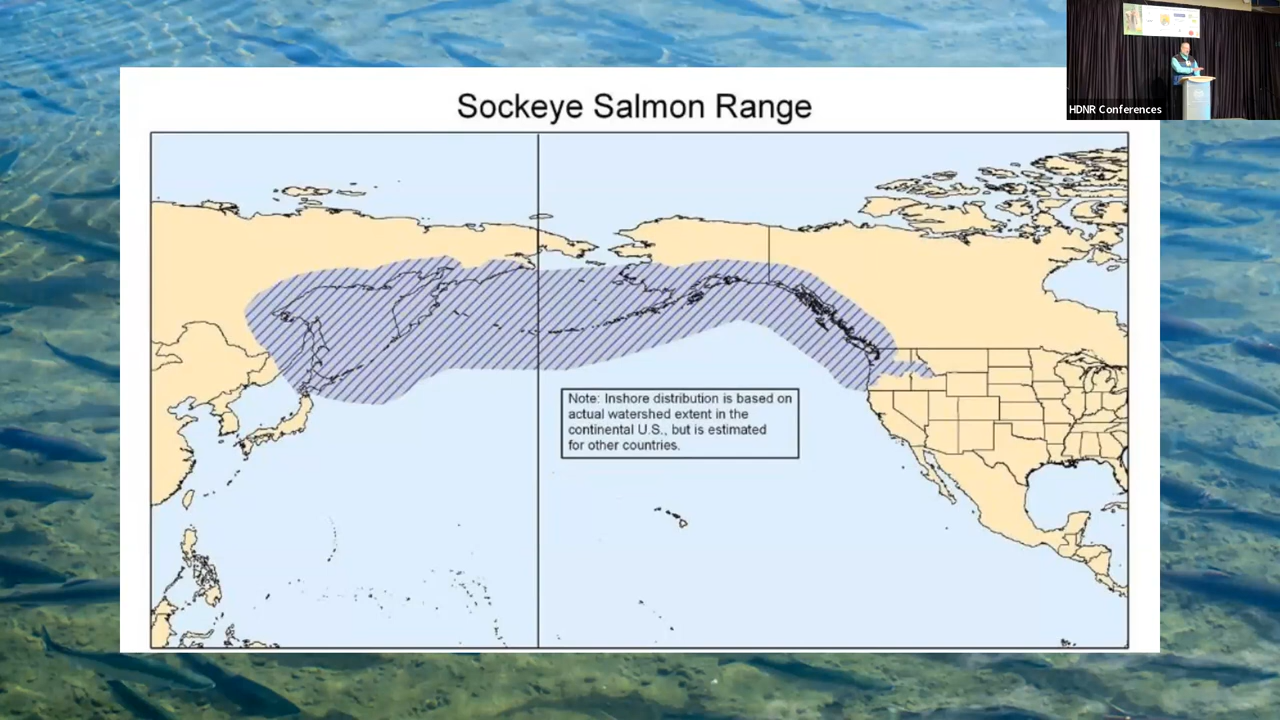 Sockeye Salmon Range
HDNR Conferences
Note: Inshore distribution is based on
actual watershed extent in the
continental U.S., but is estimated
for other countries.